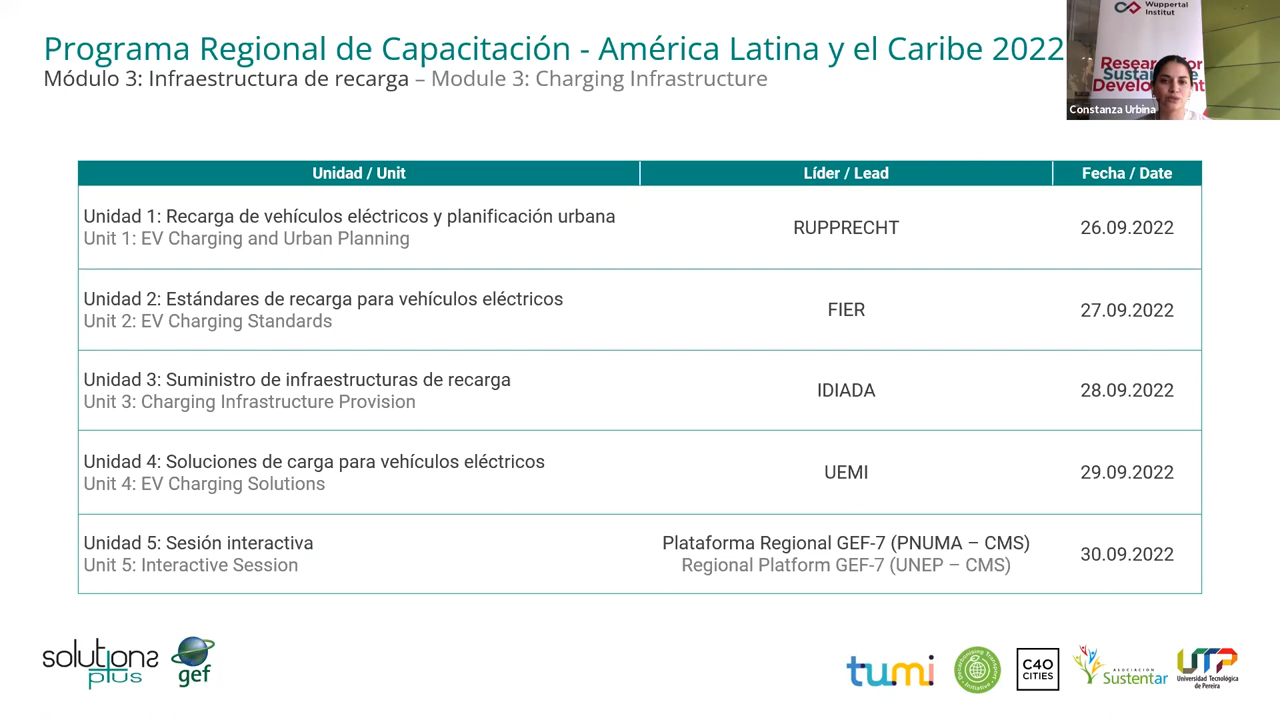 Programa Regional de Capacitación - América Latina y el Caribe 2022
Módulo 3: Infraestructura de recarga – Module 3: Charging Infrastructure
Wuppertal
Institut
Constanza Urbina
Unidad / Unit
Líder / Lead
Fecha / Date
Unidad 1: Recarga de vehículos eléctricos y planificación urbana
Unit 1: EV Charging and Urban Planning
RUPPRECHT
26.09.2022
Unidad 2: Estándares de recarga para vehículos eléctricos
Unit 2: EV Charging Standards
FIER
27.09.2022
Unidad 3: Suministro de infraestructuras de recarga
Unit 3: Charging Infrastructure Provision
IDIADA
28.09.2022
Unidad 4: Soluciones de carga para vehículos eléctricos
Unit 4: EV Charging Solutions
UEMI
29.09.2022
Unidad 5: Sesión interactiva
Unit 5: Interactive Session
Plataforma Regional GEF-7 (PNUMA – CMS)
Regional Platform GEF-7 (UNEP – CMS)
30.09.2022
solutions
plus
gef
tumi
Decarbonising Transport
Initiative
C40
CITIES
ASOCIACIÓN
Sustentar
UTP
Universidad Tecnológica
de Pereira